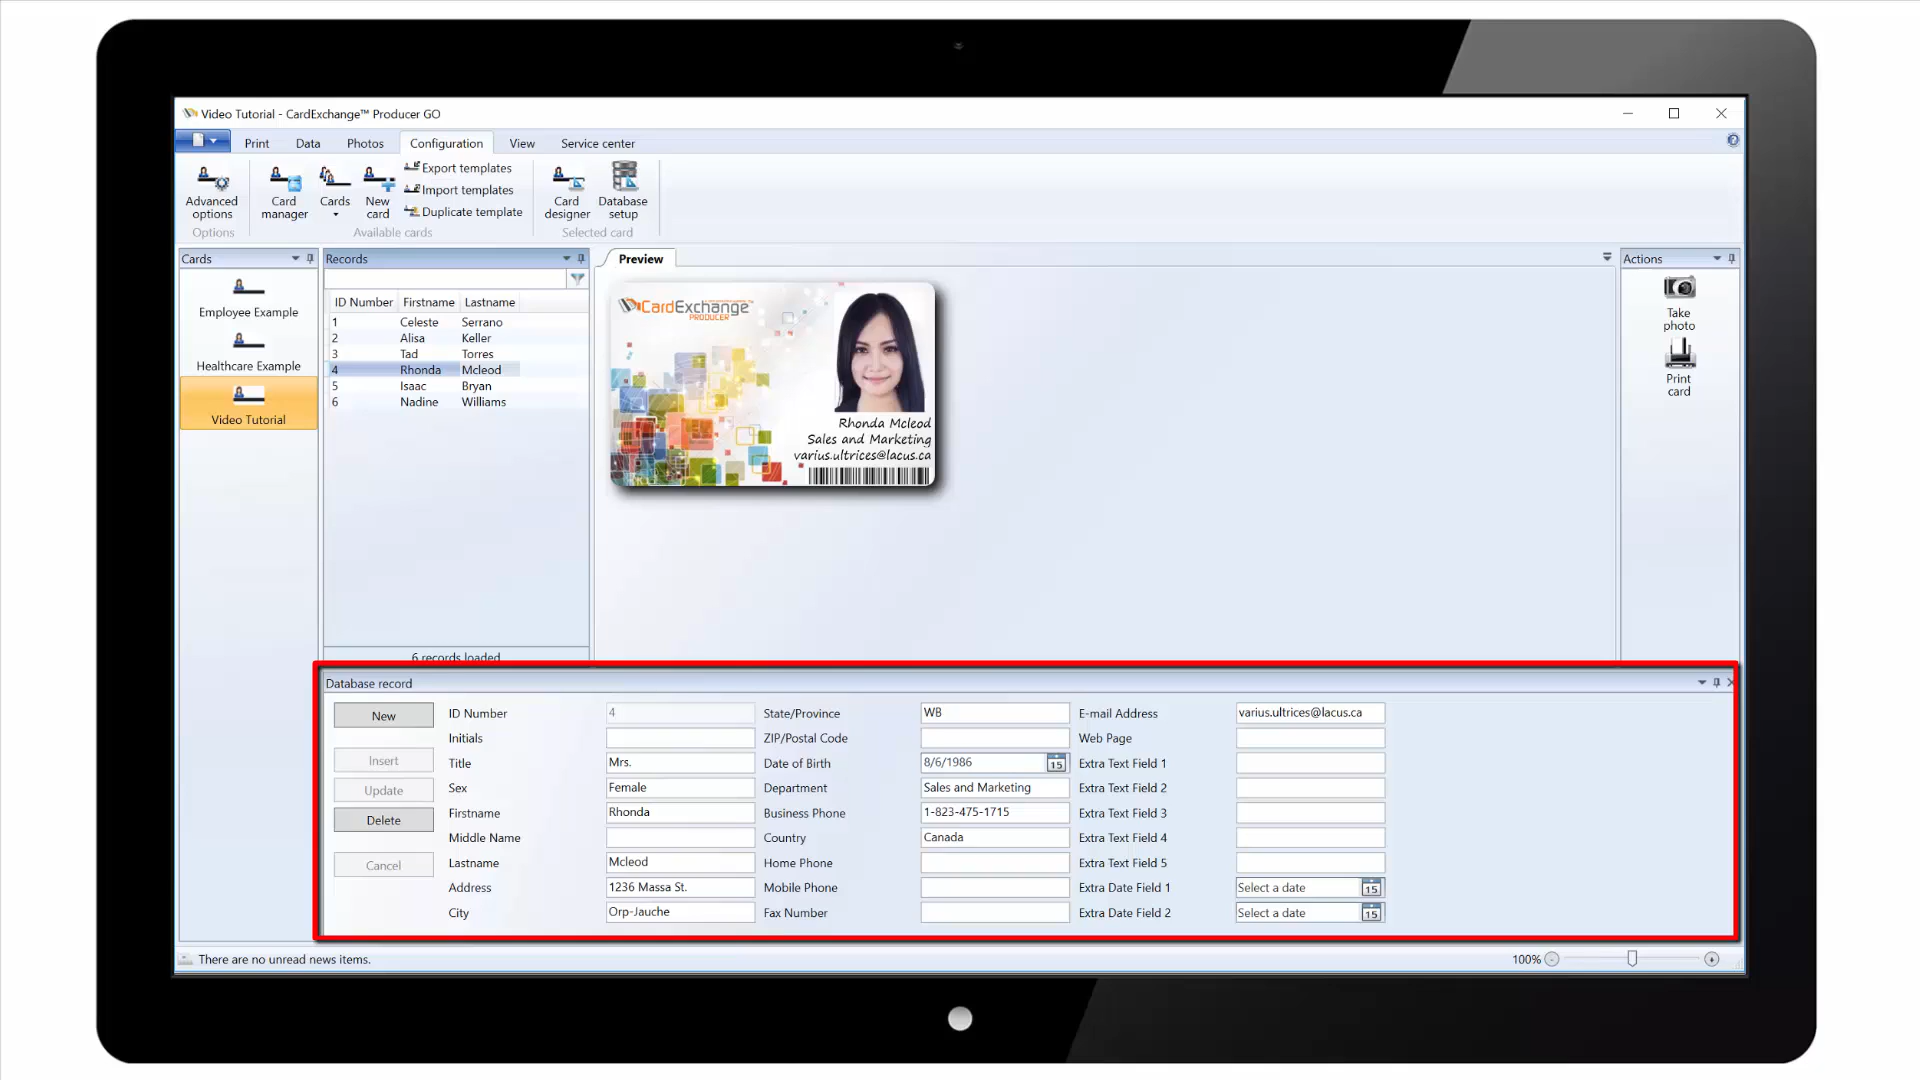 Video Tutorial - CardExchange™ Producer GO
Print Data Photos Configuration View Service center
Advanced options
Card manager
Cards
New card
Export templates
Import templates
Duplicate template
Card designer
Database setup
Options Available cards Selected card
Cards
Employee Example
Healthcare Example
Video Tutorial
Records
ID Number Firstname Lastname
1 Celeste Serrano
2 Alisa Keller
3 Tad Torres
4 Rhonda Mcleod
5 Isaac Bryan
6 Nadine Williams
6 records loaded
Preview
CardExchange
PRODUCER
Rhonda Mcleod
Sales and Marketing
varius.ultrices@lacus.ca
Actions
Take photo
Print card
Database record
New
Insert
Update
Delete
Cancel
ID Number 4
Initials
Title Mrs.
Sex Female
Firstname Rhonda
Middle Name
Lastname Mcleod
Address 1236 Massa St.
City Orp-Jauche
State/Province WB
ZIP/Postal Code
Date of Birth 8/6/1986 15
Department Sales and Marketing
Business Phone 1-823-475-1715
Country Canada
Home Phone
Mobile Phone
Fax Number
E-mail Address varius.ultrices@lacus.ca
Web Page
Extra Text Field 1
Extra Text Field 2
Extra Text Field 3
Extra Text Field 4
Extra Text Field 5
Extra Date Field 1 Select a date 15
Extra Date Field 2 Select a date 15
There are no unread news items.
100%